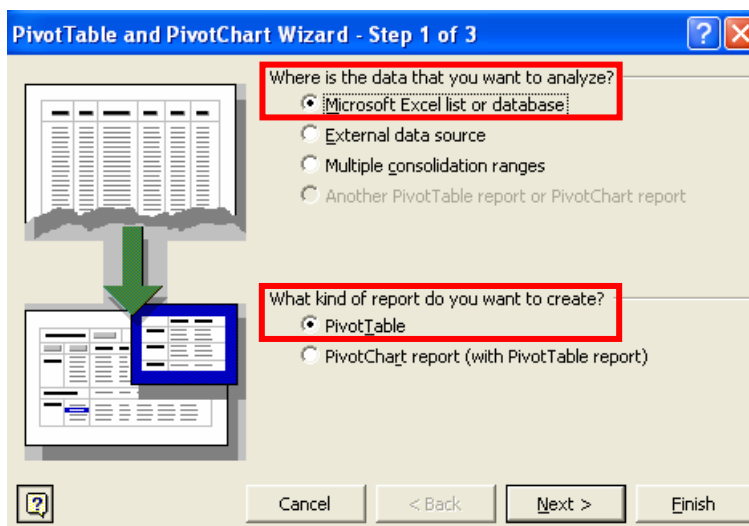 PivotTable and PivotChart Wizard - Step 1 of 3
Where is the data that you want to analyze?
Microsoft Excel list or database
External data source
Multiple consolidation ranges
Another PivotTable report or PivotChart report
What kind of report do you want to create?
PivotTable
PivotChart report (with PivotTable report)
Cancel < Back Next > Finish